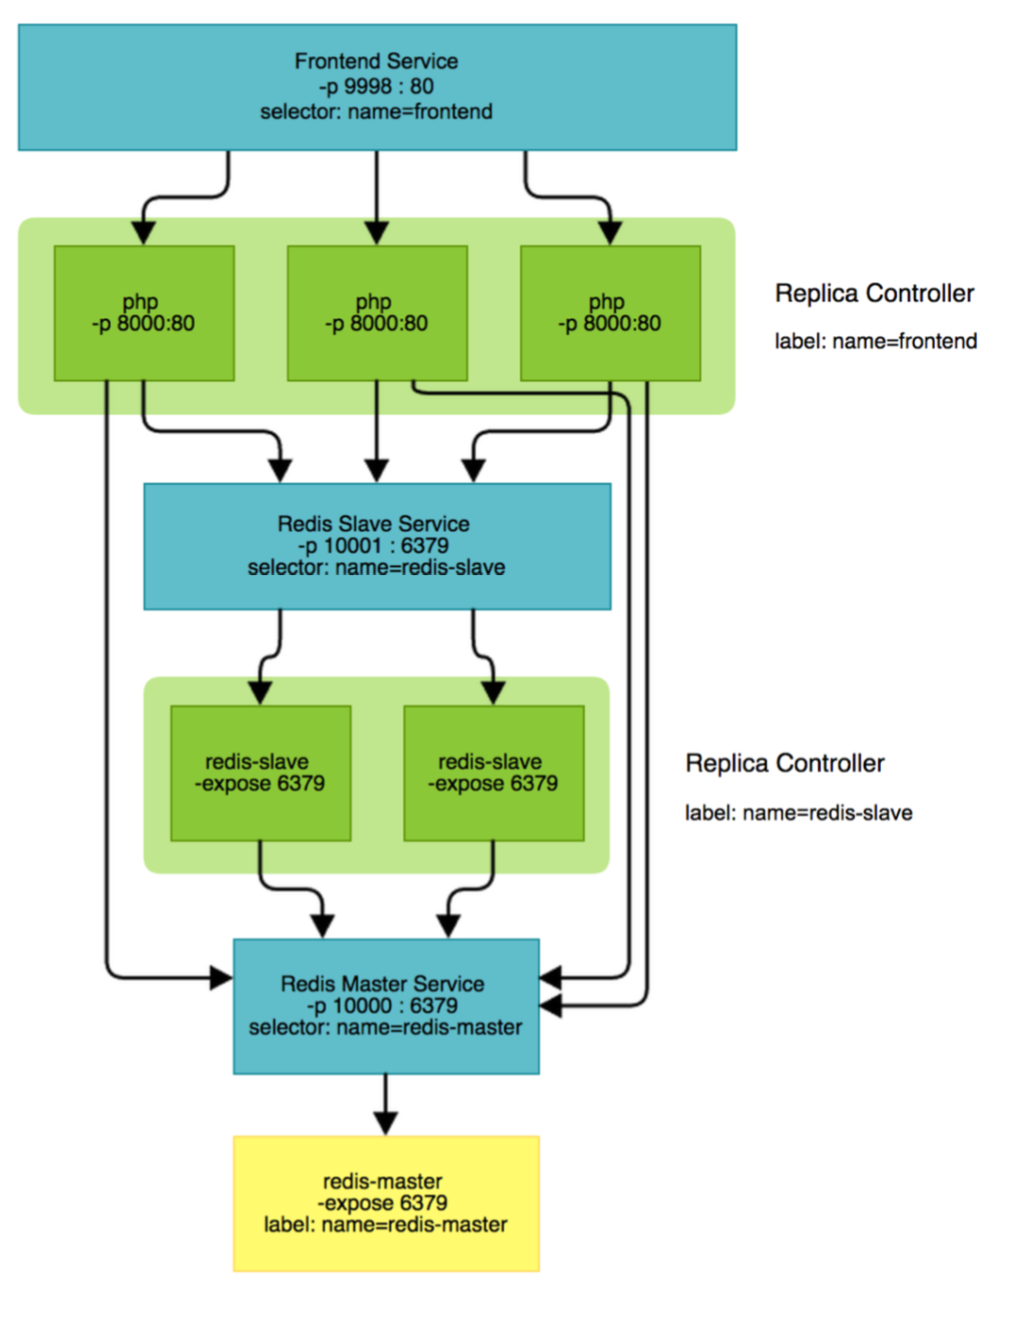 Frontend Service
-p 9998 : 80
selector: name=frontend
php
-p 8000:80
php
-p 8000:80
php
-p 8000:80
Replica Controller
label: name=frontend
Redis Slave Service
-p 10001 : 6379
selector: name=redis-slave
redis-slave
-expose 6379
redis-slave
-expose 6379
Replica Controller
label: name=redis-slave
Redis Master Service
-p 10000 : 6379
selector: name=redis-master
redis-master
-expose 6379
label: name=redis-master